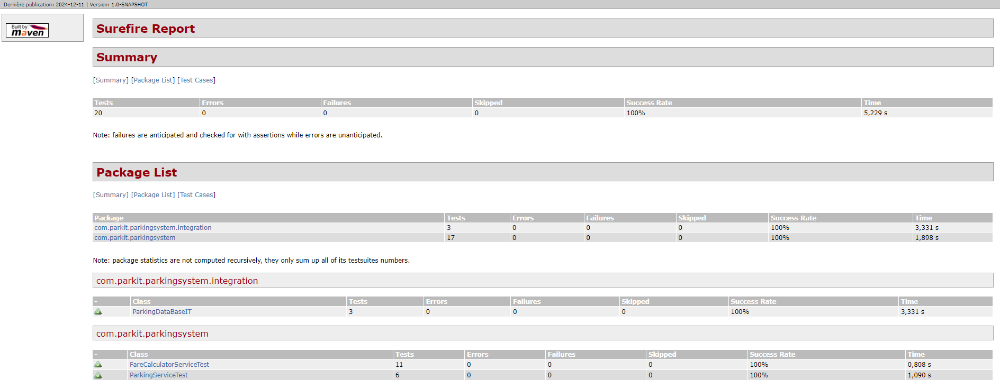 Dernière publication: 2024-12-11 | Version: 1.0-SNAPSHOT
Built by:
maven
Surefire Report
Summary
[Summary] [Package List] [Test Cases]
Tests Errors Failures Skipped Success Rate Time
20 0 0 0 100% 5,229 s
Note: failures are anticipated and checked for with assertions while errors are unanticipated.
Package List
[Summary] [Package List] [Test Cases]
Package Tests Errors Failures Skipped Success Rate Time
com.parkit.parkingsystem.integration 3 0 0 0 100% 3,331 s
com.parkit.parkingsystem 17 0 0 0 100% 1,898 s
Note: package statistics are not computed recursively, they only sum up all of its testsuites numbers.
com.parkit.parkingsystem.integration
- Class Tests Errors Failures Skipped Success Rate Time
ParkingDataBaseIT 3 0 0 0 100% 3,331 s
com.parkit.parkingsystem
- Class Tests Errors Failures Skipped Success Rate Time
FareCalculatorServiceTest 11 0 0 0 100% 0,808 s
ParkingServiceTest 6 0 0 0 100% 1,090 s